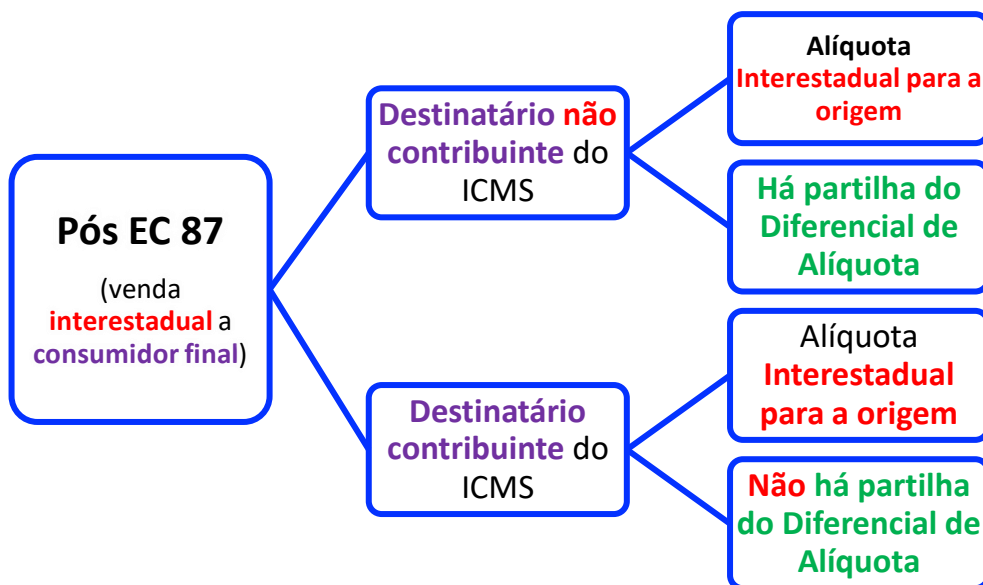 Pós EC 87
(venda
interestadual a
consumidor final)
Destinatário não
contribuinte do
ICMS
Alíquota
Interestadual para a
origem
Há partilha do
Diferencial de
Alíquota
Destinatário
contribuinte do
ICMS
Alíquota
Interestadual
para a origem
Não há partilha
do Diferencial de
Alíquota